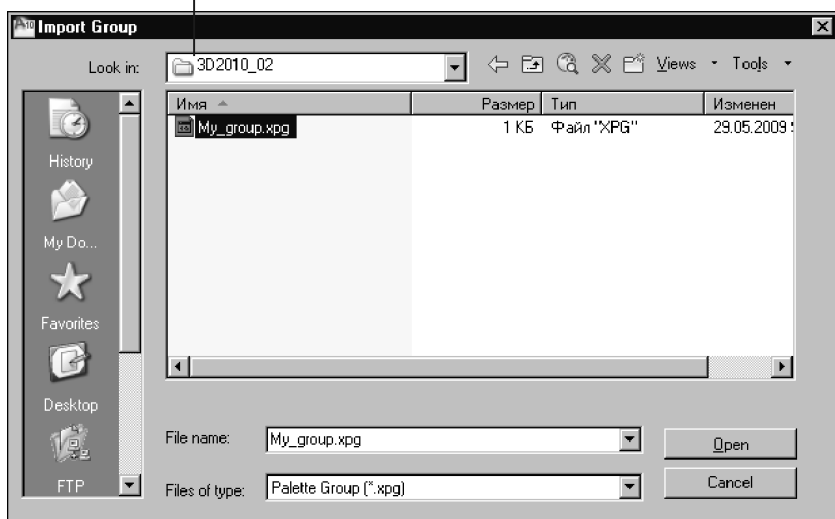 Import Group
Look in:
3D2010_02
Views
Tools
Имя
Размер
Тип
Изменен
My_group.xpg
1 КБ
Файл "XPG"
29.05.2009
History
My Do...
Favorites
Desktop
FTP
File name:
My_group.xpg
Open
Files of type:
Palette Group (*.xpg)
Cancel